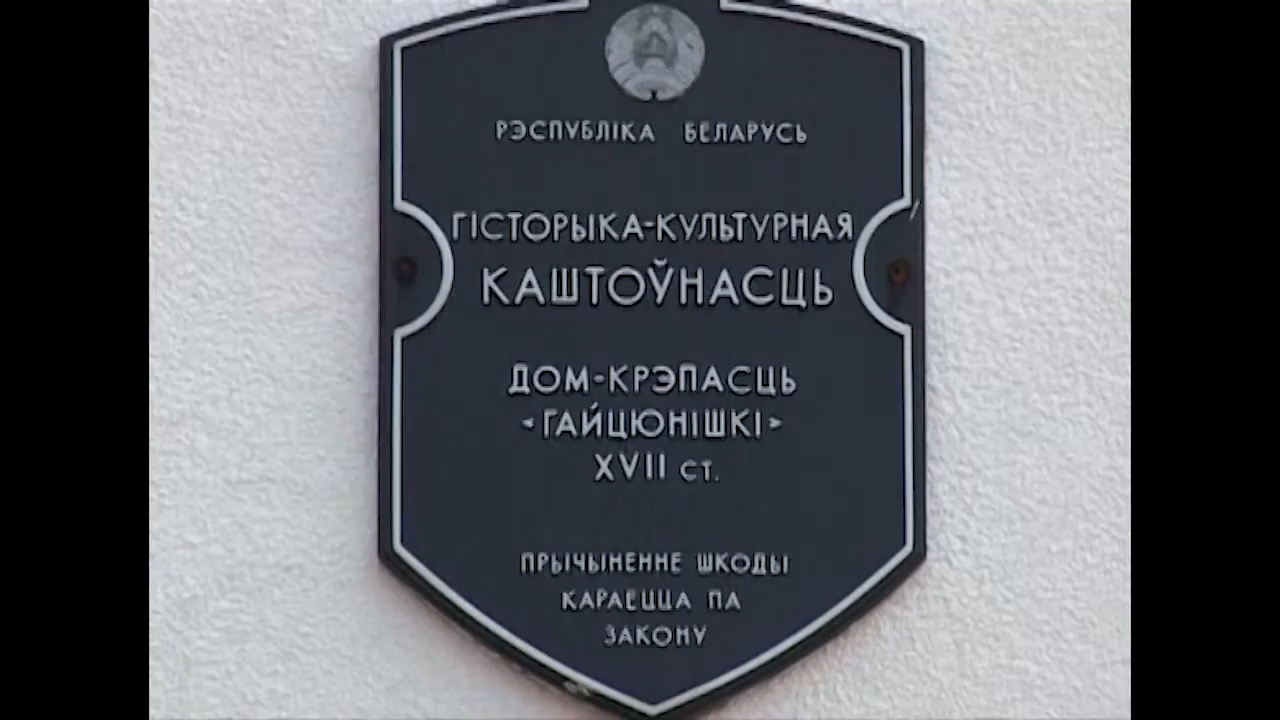 РЭСПУБЛІКА БЕЛАРУСЬ
ГІСТОРЫКА-КУЛЬТУРНАЯ
КАШТОЎНАСЦЬ
ДОМ-КРЭПАСЦЬ
«ГАЙЦЮНІШКІ»
XVII ст.
ПРЫЧЫНЕННЕ ШКОДЫ
КАРАЕЦЦА ПА
ЗАКОНУ